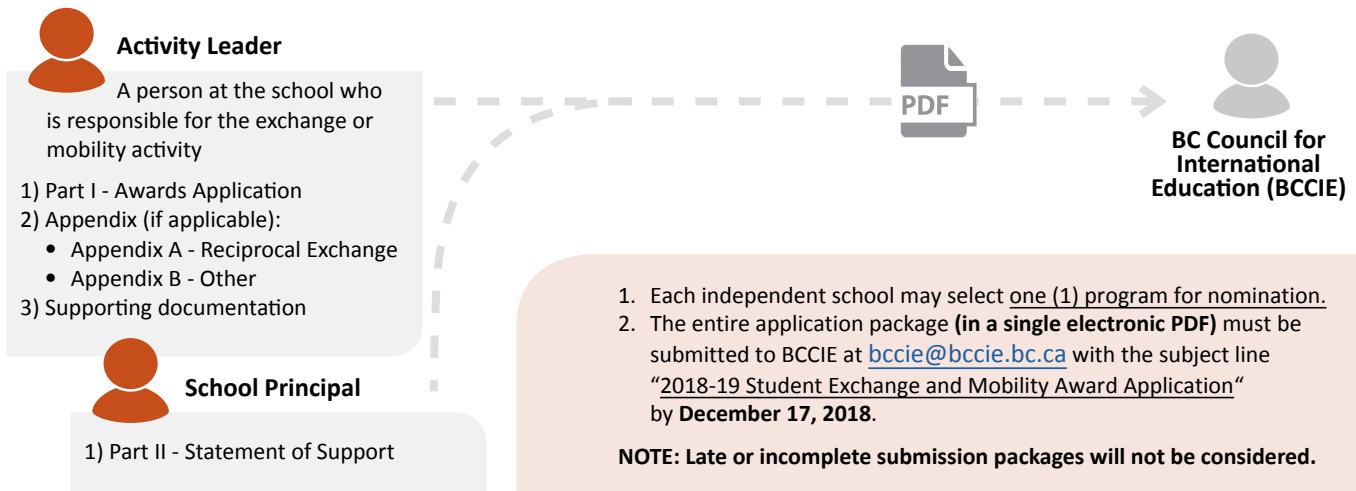 Activity Leader
A person at the school who
is responsible for the exchange or
mobility activity
1) Part I - Awards Application
2) Appendix (if applicable):
• Appendix A - Reciprocal Exchange
• Appendix B - Other
3) Supporting documentation
School Principal
1) Part II - Statement of Support
PDF
BC Council for
International
Education (BCCIE)
1. Each independent school may select one (1) program for nomination.
2. The entire application package (in a single electronic PDF) must be
submitted to BCCIE at bccie@bccie.bc.ca with the subject line
“2018-19 Student Exchange and Mobility Award Application“
by December 17, 2018.
NOTE: Late or incomplete submission packages will not be considered.